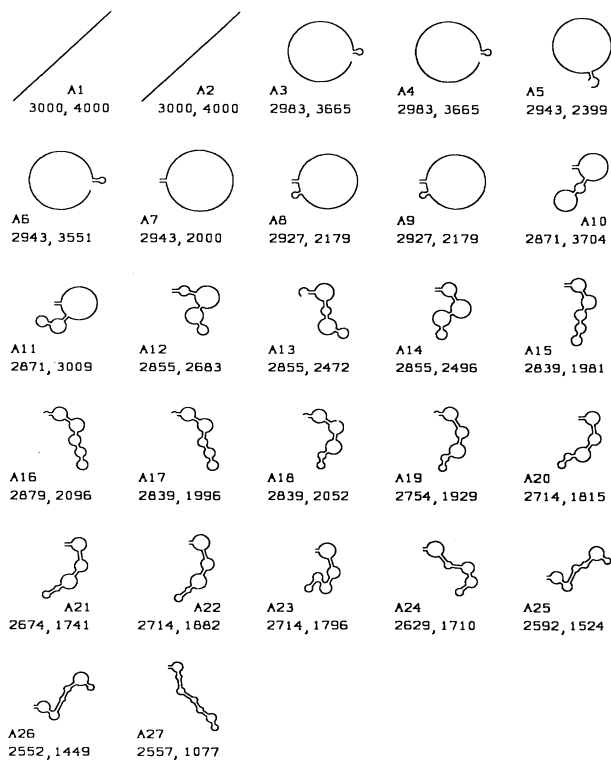 A1 A2 A3 A4 A5
3000, 4000 3000, 4000 2983, 3665 2983, 3665 2943, 2399
A6 A7 A8 A9 A10
2943, 3551 2943, 2000 2927, 2179 2927, 2179 2871, 3704
A11 A12 A13 A14 A15
2871, 3009 2855, 2683 2855, 2472 2855, 2496 2839, 1981
A16 A17 A18 A19 A20
2879, 2096 2839, 1996 2839, 2052 2754, 1929 2714, 1815
A21 A22 A23 A24 A25
2674, 1741 2714, 1882 2714, 1796 2629, 1710 2592, 1524
A26 A27
2552, 1449 2557, 1077